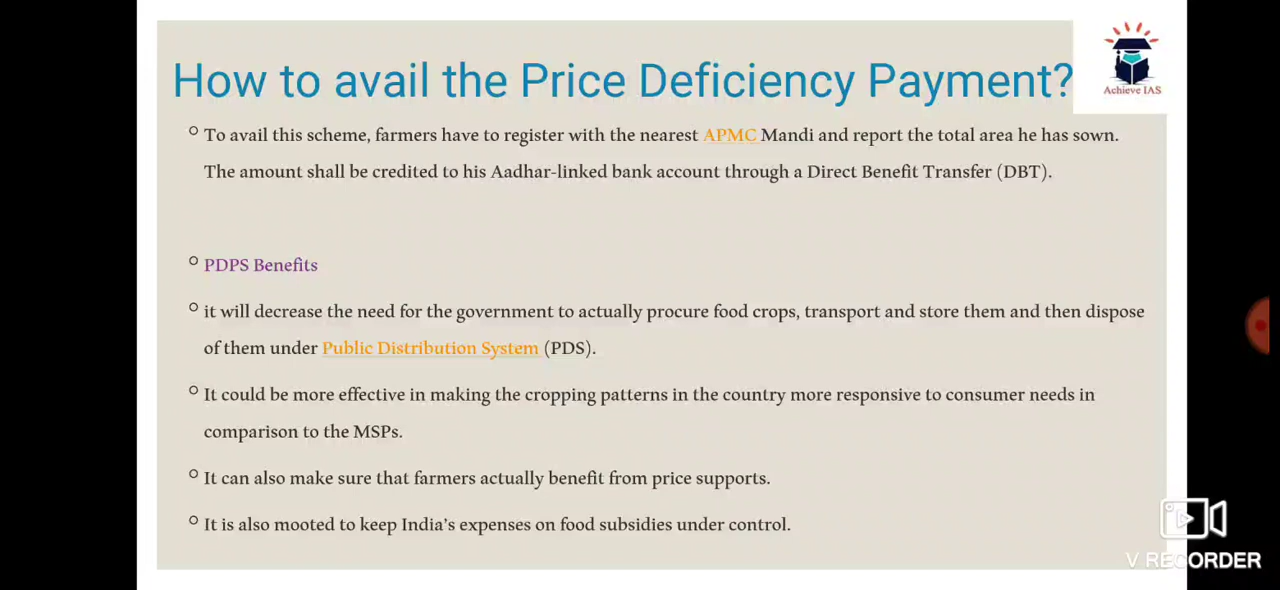 How to avail the Price Deficiency Payment?
Achieve IAS
○ To avail this scheme, farmers have to register with the nearest APMC Mandi and report the total area he has sown.
The amount shall be credited to his Aadhar-linked bank account through a Direct Benefit Transfer (DBT).
○ PDPS Benefits
○ it will decrease the need for the government to actually procure food crops, transport and store them and then dispose
of them under Public Distribution System (PDS).
○ It could be more effective in making the cropping patterns in the country more responsive to consumer needs in
comparison to the MSPs.
○ It can also make sure that farmers actually benefit from price supports.
○ It is also mooted to keep India's expenses on food subsidies under control.
V RECORDER